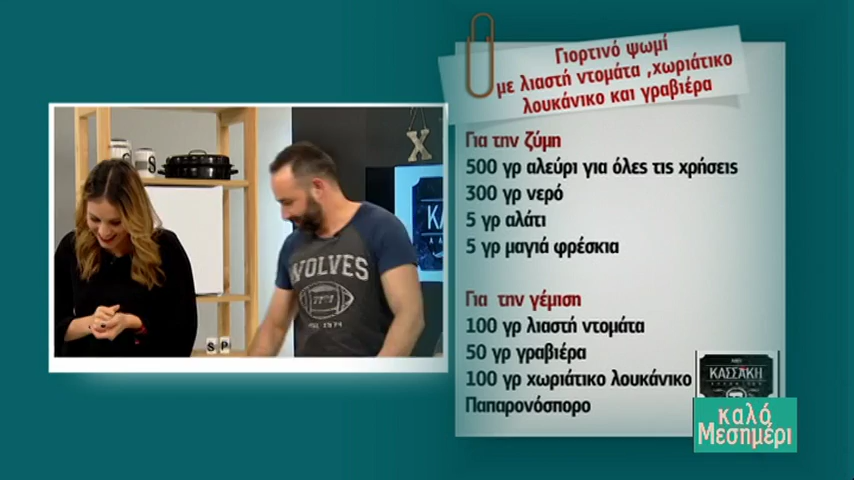 Γιορτινό ψωμί
με λιαστή ντομάτα ,χωριάτικο
λουκάνικο και γραβιέρα
Για την ζύμη
500 γρ αλεύρι για όλες τις χρήσεις
300 γρ νερό
5 γρ αλάτι
5 γρ μαγιά φρέσκια
Για την γέμιση
100 γρ λιαστή ντομάτα
50 γρ γραβιέρα
100 γρ χωριάτικο λουκάνικο
Παπαρονόσπορο
ΚΑΣΣΑΚΗ
καλό
Μεσημέρι
C S
X
WOLVES
S P